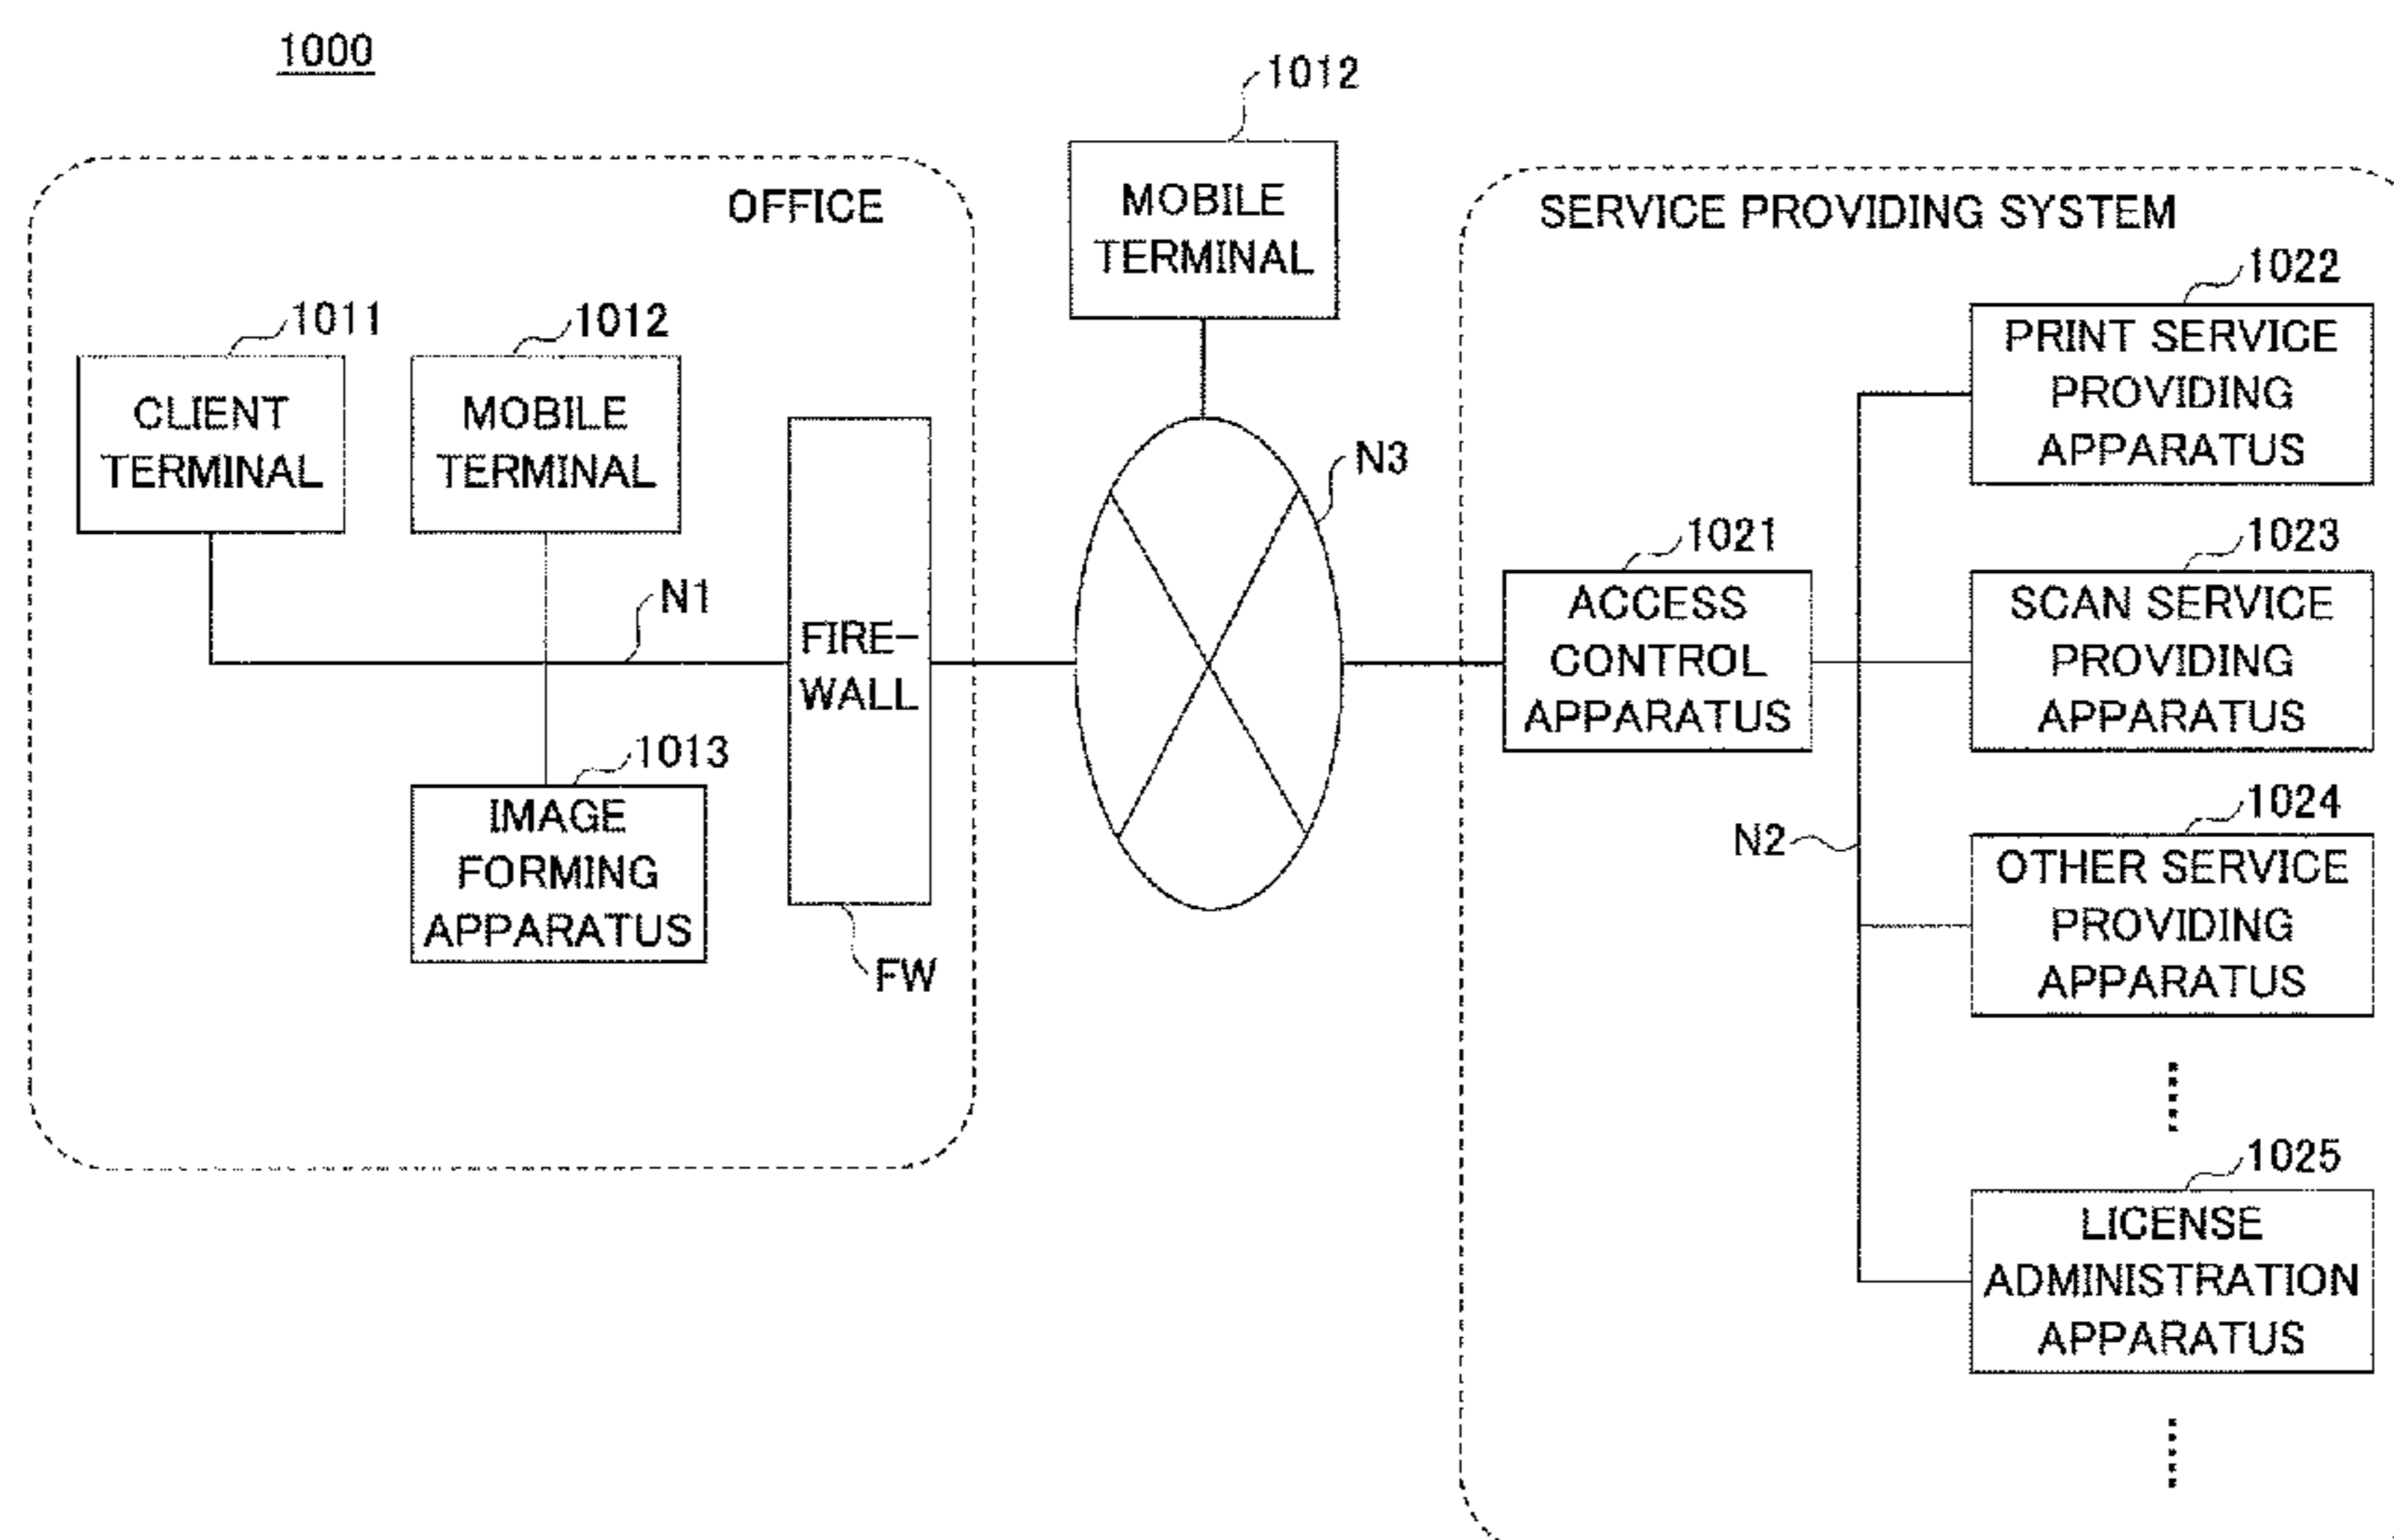 1000
OFFICE
1011
CLIENT
TERMINAL
1012
MOBILE
TERMINAL
N1
1013
IMAGE
FORMING
APPARATUS
FIRE-
WALL
FW
1012
MOBILE
TERMINAL
N3
SERVICE PROVIDING SYSTEM
1021
ACCESS
CONTROL
APPARATUS
N2
1022
PRINT SERVICE
PROVIDING
APPARATUS
1023
SCAN SERVICE
PROVIDING
APPARATUS
1024
OTHER SERVICE
PROVIDING
APPARATUS
1025
LICENSE
ADMINISTRATION
APPARATUS